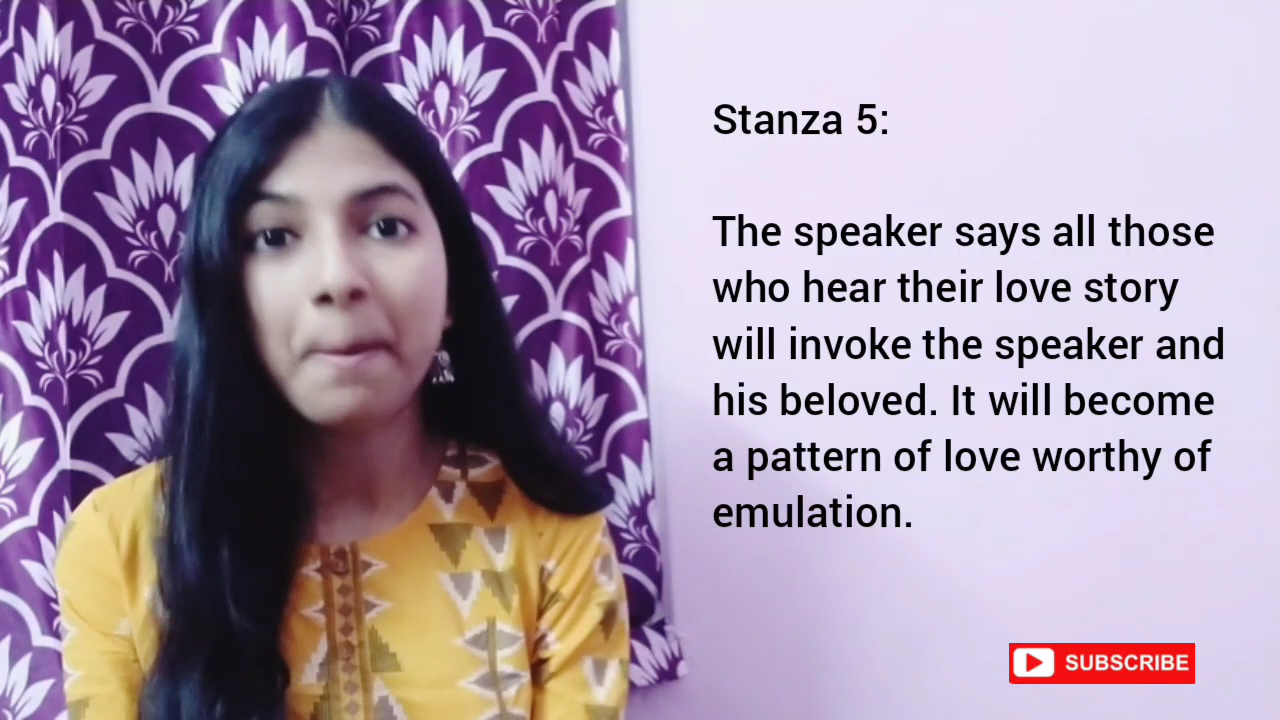 Stanza 5:
The speaker says all those
who hear their love story
will invoke the speaker and
his beloved. It will become
a pattern of love worthy of
emulation.
SUBSCRIBE